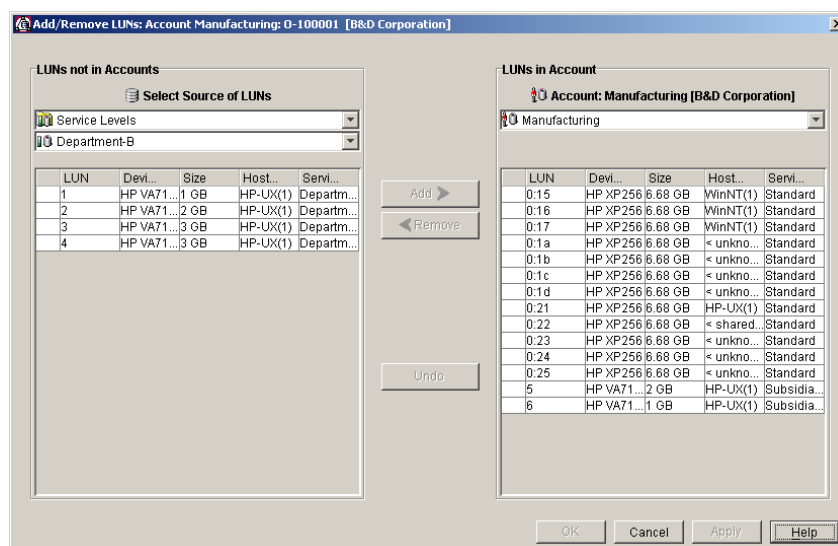 Add/Remove LUNs: Account Manufacturing: O-100001 [B&D Corporation]
LUNs not in Accounts
Select Source of LUNs
Service Levels
Department-B
LUN Devi... Size Host... Servi...
1 HP VA71... 1 GB HP-UX(1) Departm...
2 HP VA71... 2 GB HP-UX(1) Departm...
3 HP VA71... 3 GB HP-UX(1) Departm...
4 HP VA71... 3 GB HP-UX(1) Departm...
Add
Remove
Undo
LUNs in Account
Account: Manufacturing [B&D Corporation]
Manufacturing
LUN Devi... Size Host... Servi...
0:15 HP XP256 6.68 GB WinNT(1) Standard
0:16 HP XP256 6.68 GB WinNT(1) Standard
0:17 HP XP256 6.68 GB WinNT(1) Standard
0:1a HP XP256 6.68 GB < unkno... Standard
0:1b HP XP256 6.68 GB < unkno... Standard
0:1c HP XP256 6.68 GB < unkno... Standard
0:1d HP XP256 6.68 GB < unkno... Standard
0:21 HP XP256 6.68 GB HP-UX(1) Standard
0:22 HP XP256 6.68 GB < shared... Standard
0:23 HP XP256 6.68 GB < unkno... Standard
0:24 HP XP256 6.68 GB < unkno... Standard
0:25 HP XP256 6.68 GB < unkno... Standard
5 HP VA71... 2 GB HP-UX(1) Subsidia...
6 HP VA71... 1 GB HP-UX(1) Subsidia...
OK Cancel Apply Help